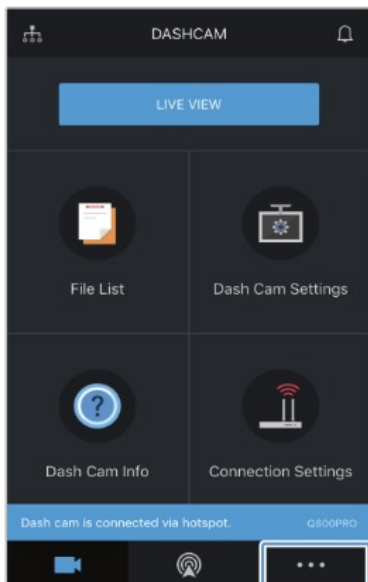 DASHCAM
LIVE VIEW
File List
Dash Cam Settings
Dash Cam Info
Connection Settings
Dash cam is connected via hotspot.
Q800PRO